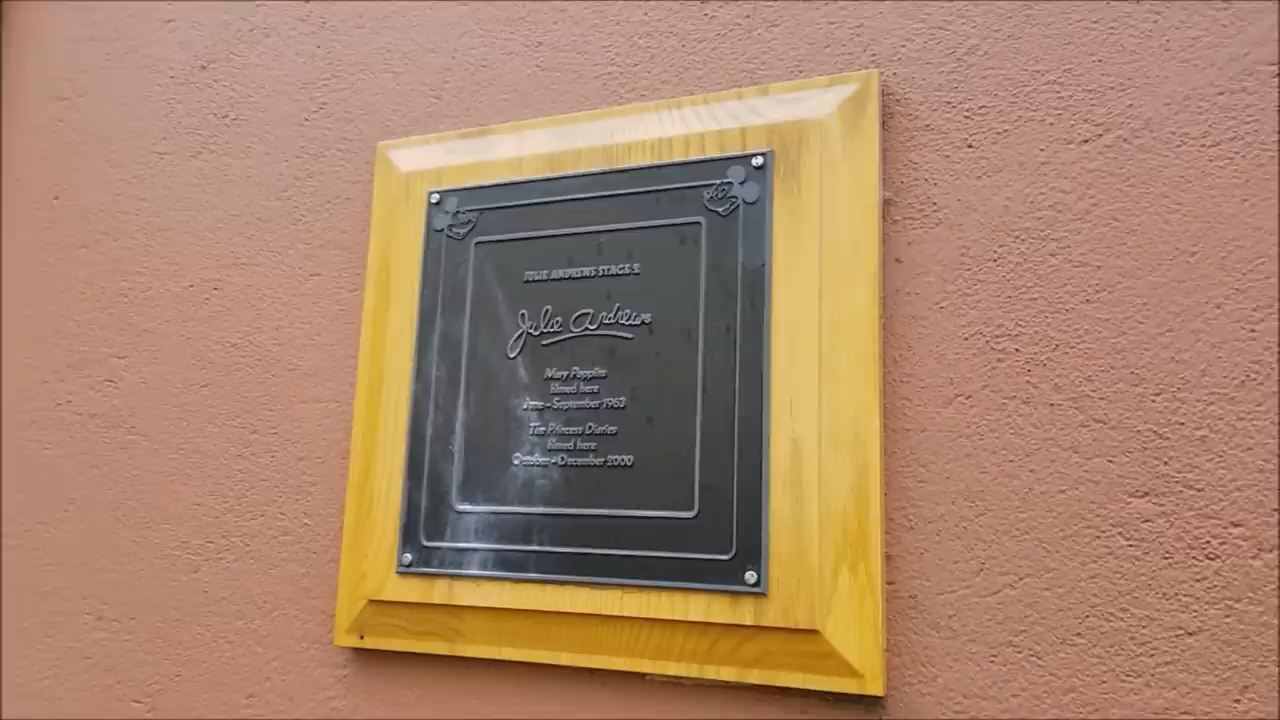 JULIE ANDREWS STAGE 2
Julie Andrews
Mary Poppins
filmed here
June - September 1963
The Princess Diaries
filmed here
October - December 2000